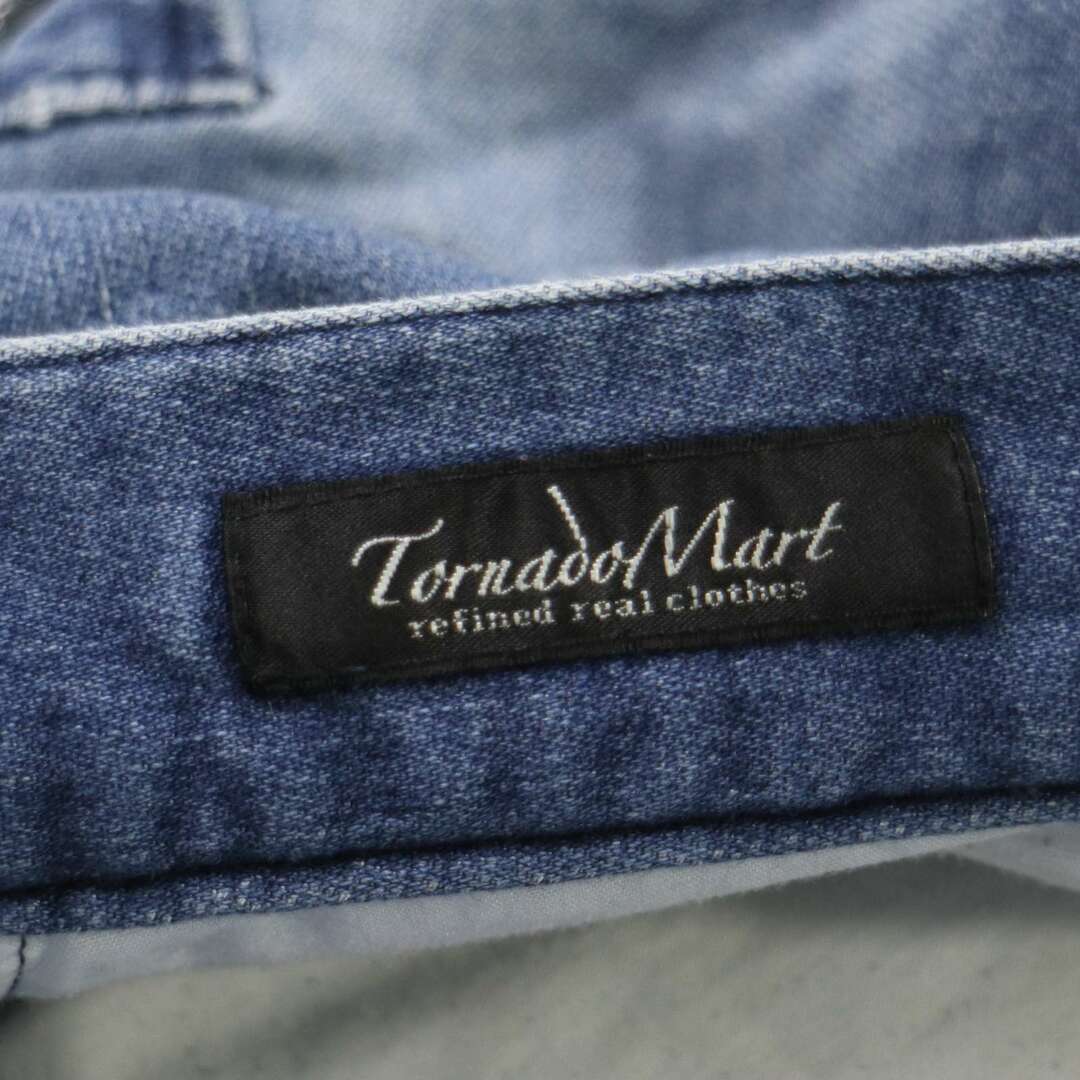 TornadoMart
refined real clothes